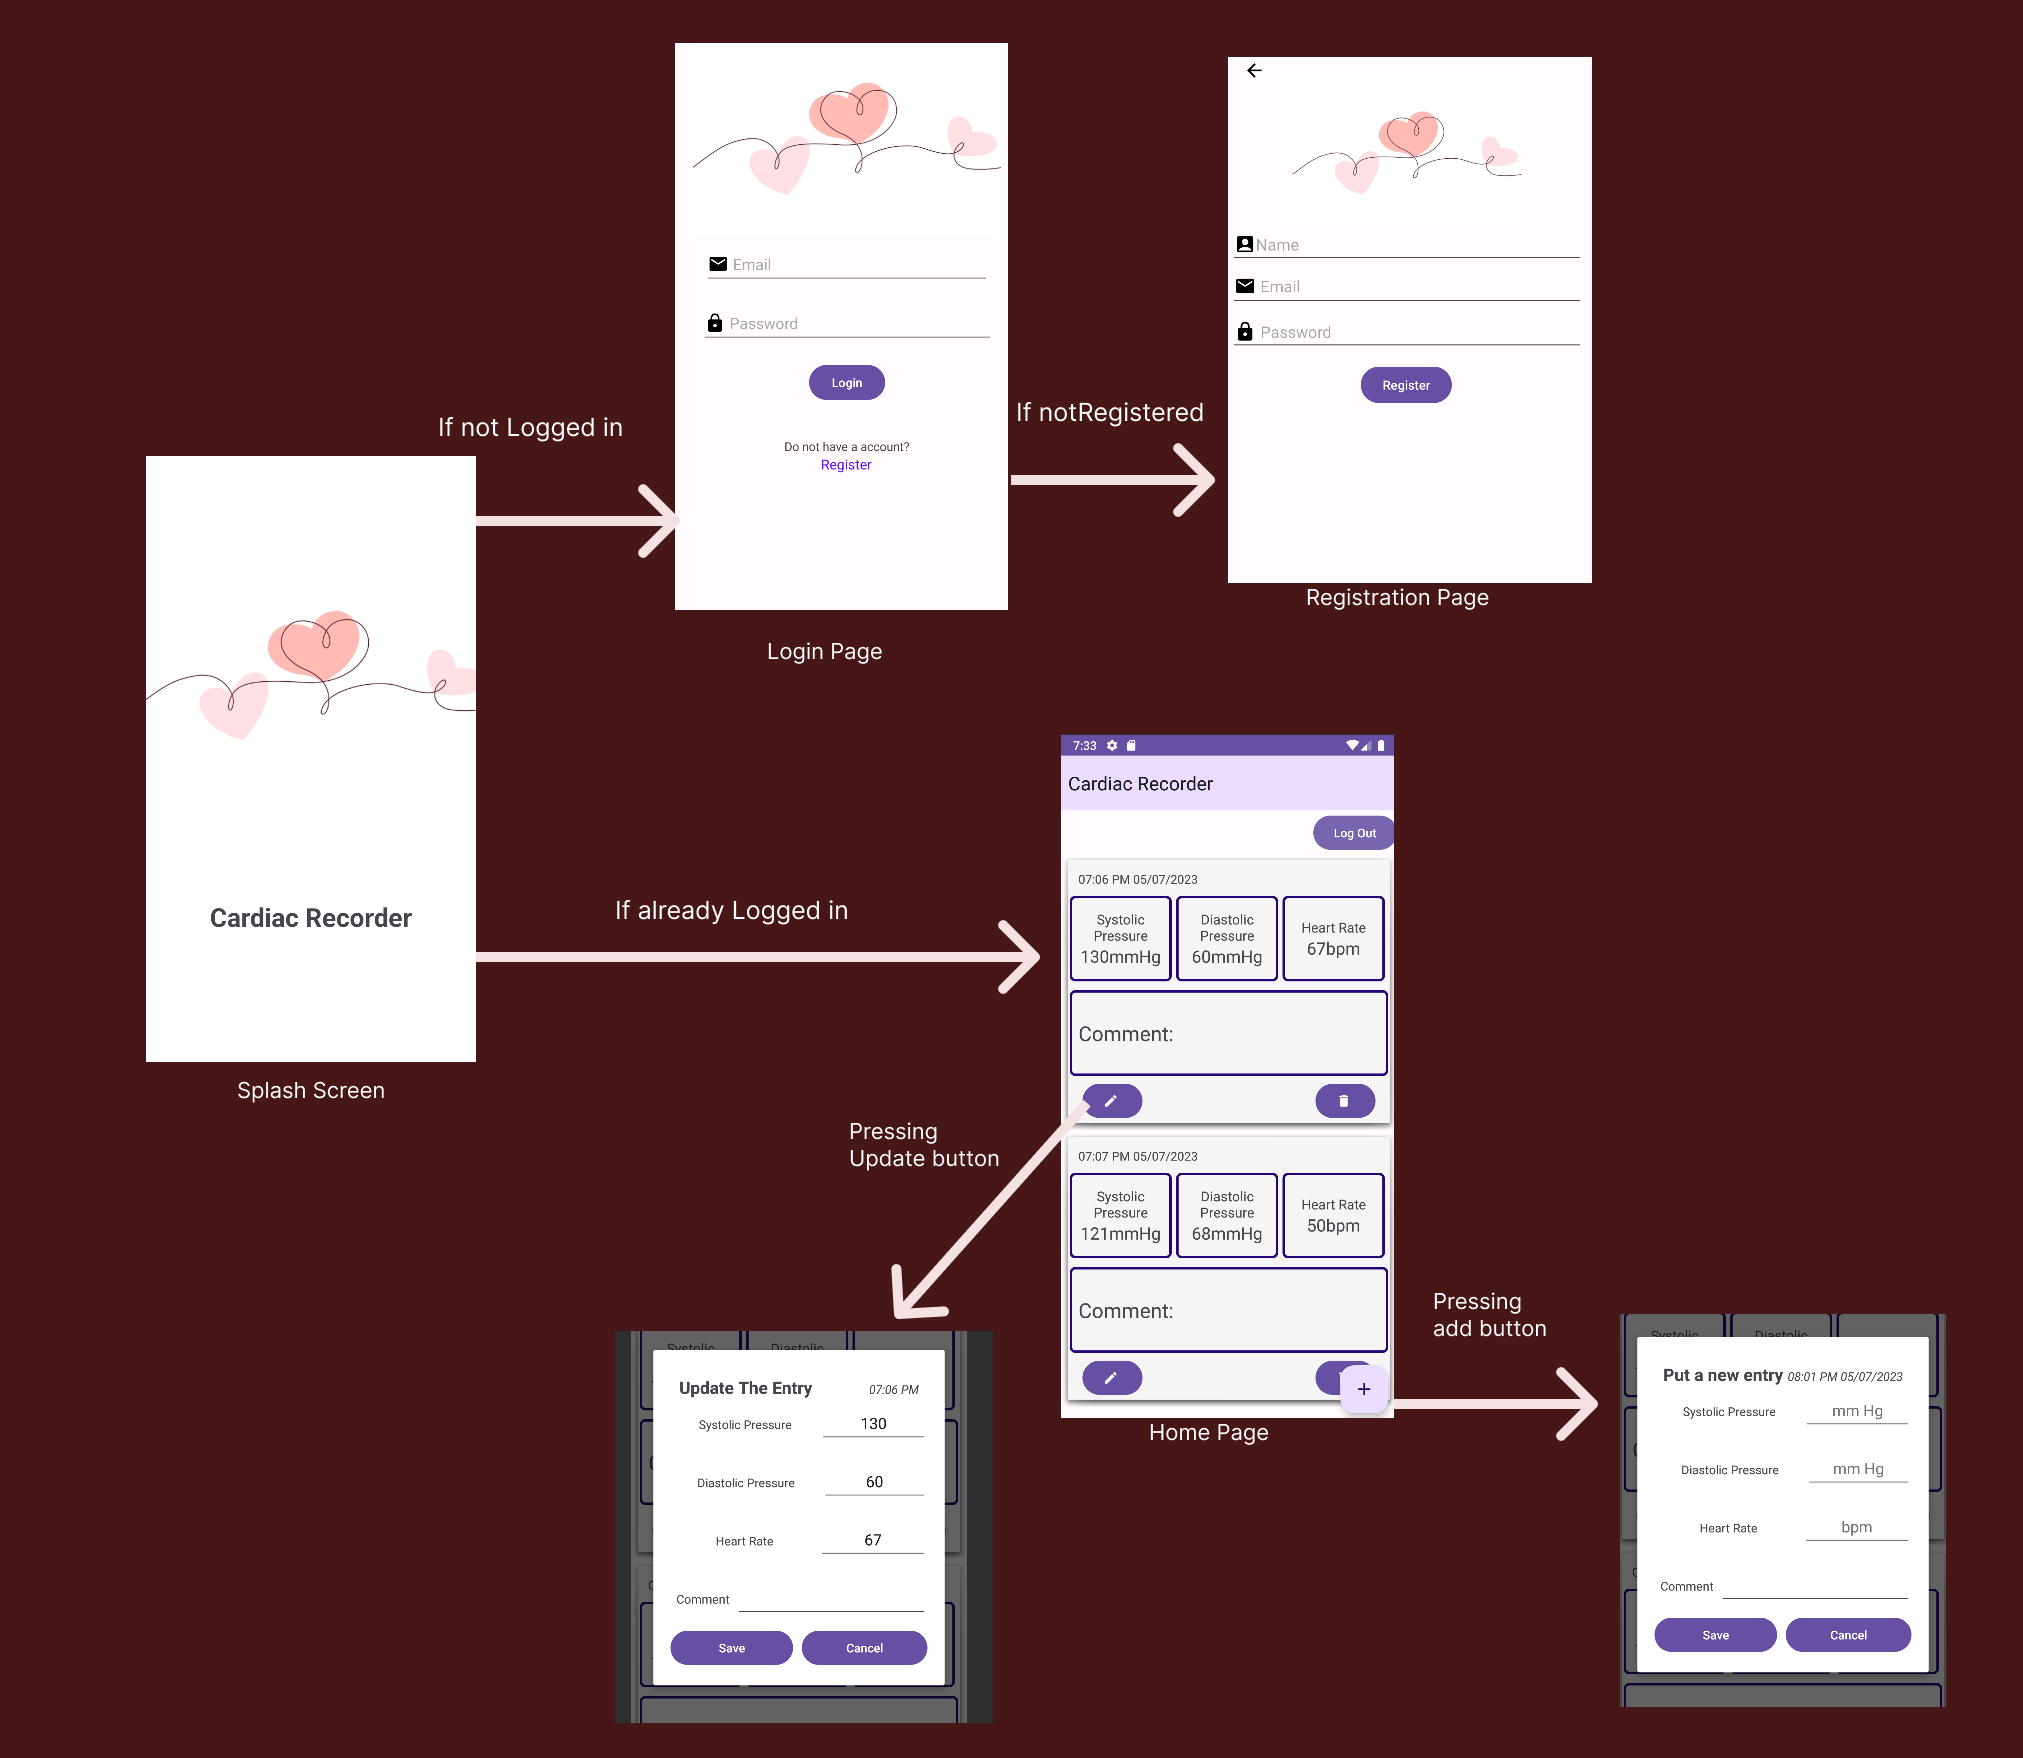 Email
Password
Login
Do not have a account?
Register
Login Page
If not Logged in
If notRegistered
Name
Email
Password
Register
Registration Page
Cardiac Recorder
Splash Screen
If already Logged in
7:33
Cardiac Recorder
Log Out
07:06 PM 05/07/2023
Systolic
Pressure
130mmHg
Diastolic
Pressure
60mmHg
Heart Rate
67bpm
Comment:
07:07 PM 05/07/2023
Systolic
Pressure
121mmHg
Diastolic
Pressure
68mmHg
Heart Rate
50bpm
Comment:
+
Home Page
Pressing
Update button
Systolic
Diastolic
Update The Entry 07:06 PM
Systolic Pressure 130
Diastolic Pressure 60
Heart Rate 67
Comment
Save Cancel
Pressing
add button
Systolic
Diastolic
Put a new entry 08:01 PM 05/07/2023
Systolic Pressure mm Hg
Diastolic Pressure mm Hg
Heart Rate bpm
Comment
Save Cancel